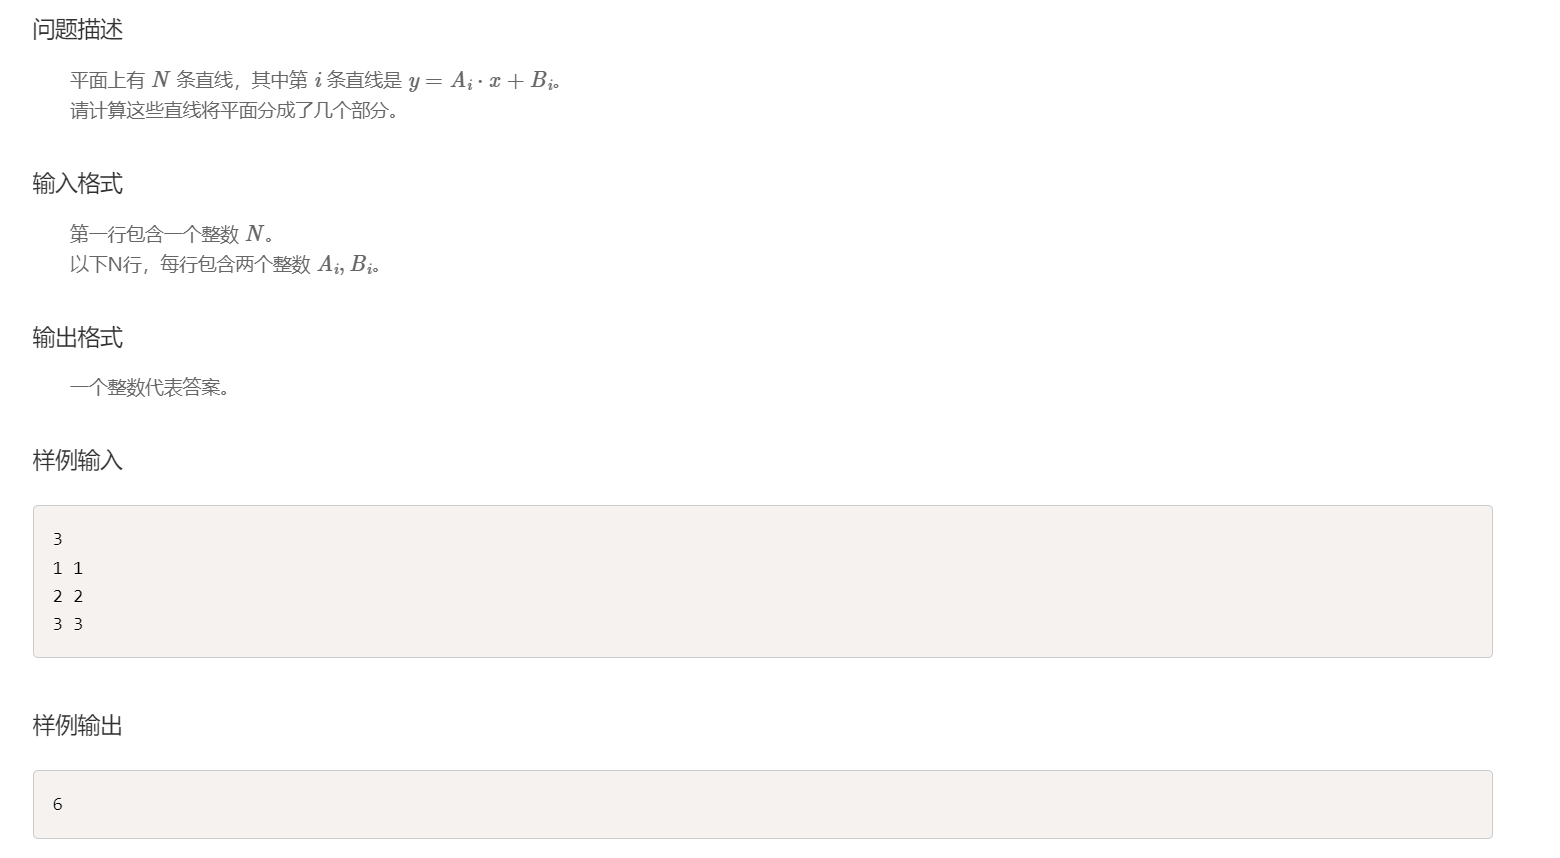 问题描述
平面上有 N 条直线，其中第 i 条直线是 y = A_i · x + B_i。
请计算这些直线将平面分成了几个部分。
输入格式
第一行包含一个整数 N。
以下N行，每行包含两个整数 A_i, B_i。
输出格式
一个整数代表答案。
样例输入
3
1 1
2 2
3 3
样例输出
6